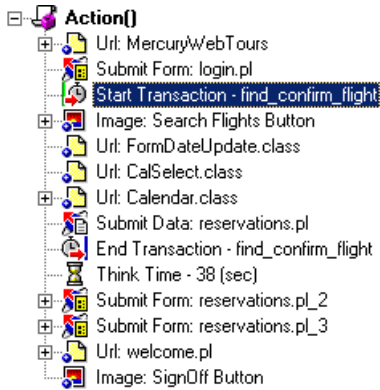 Action()
Url: MercuryWebTours
Submit Form: login.pl
Start Transaction - find_confirm_flight
Image: Search Flights Button
Url: FormDateUpdate.class
Url: CalSelect.class
Url: Calendar.class
Submit Data: reservations.pl
End Transaction - find_confirm_flight
Think Time - 38 (sec)
Submit Form: reservations.pl_2
Submit Form: reservations.pl_3
Url: welcome.pl
Image: SignOff Button